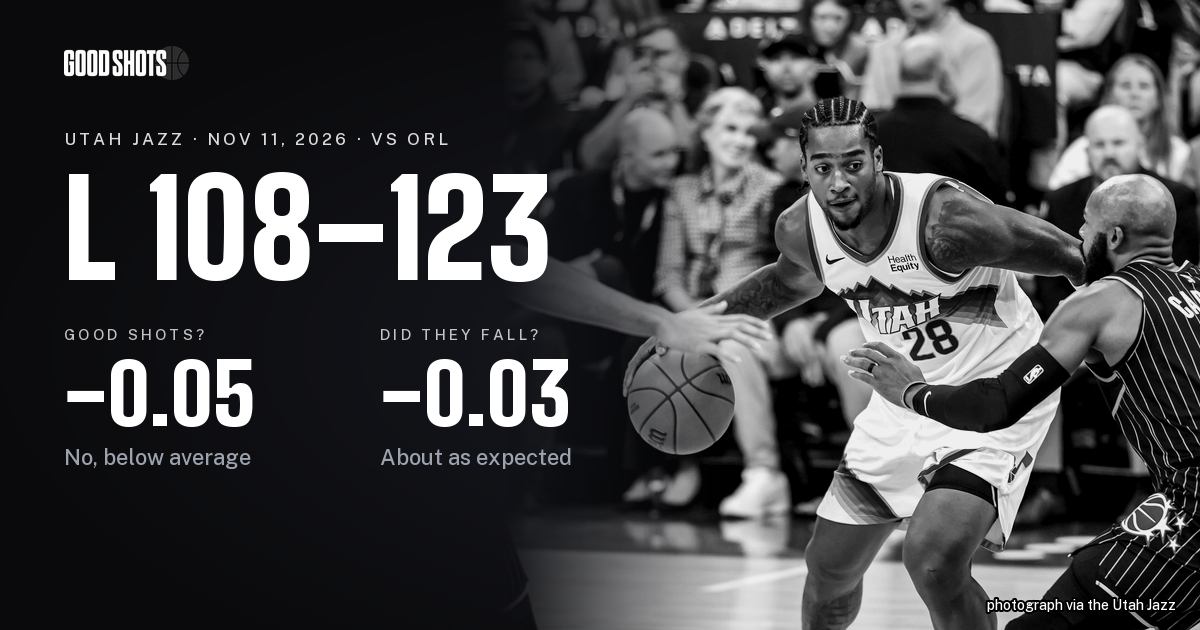 GOOD SHOTS
UTAH JAZZ · NOV 11, 2026 · VS ORL
L 108–123
GOOD SHOTS?
DID THEY FALL?
−0.05
−0.03
No, below average
About as expected
Health
Equity
UTAH
28
photograph via the Utah Jazz